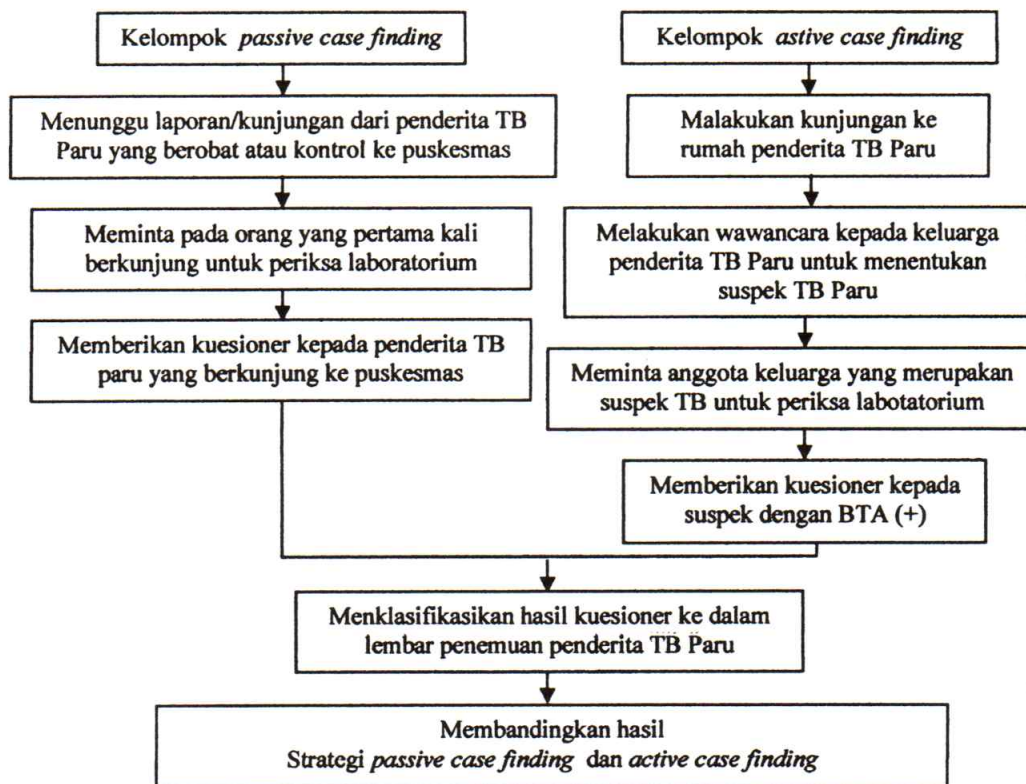 Kelompok passive case finding
Menunggu laporan/kunjungan dari penderita TB
Paru yang berobat atau kontrol ke puskesmas
Meminta pada orang yang pertama kali
berkunjung untuk periksa laboratorium
Memberikan kuesioner kepada penderita TB
paru yang berkunjung ke puskesmas
Kelompok astive case finding
Malakukan kunjungan ke
rumah penderita TB Paru
Melakukan wawancara kepada keluarga
penderita TB Paru untuk menentukan
suspek TB Paru
Meminta anggota keluarga yang merupakan
suspek TB untuk periksa labotatorium
Memberikan kuesioner kepada
suspek dengan BTA (+)
Menklasifikasikan hasil kuesioner ke dalam
lembar penemuan penderita TB Paru
Membandingkan hasil
Strategi passive case finding dan active case finding